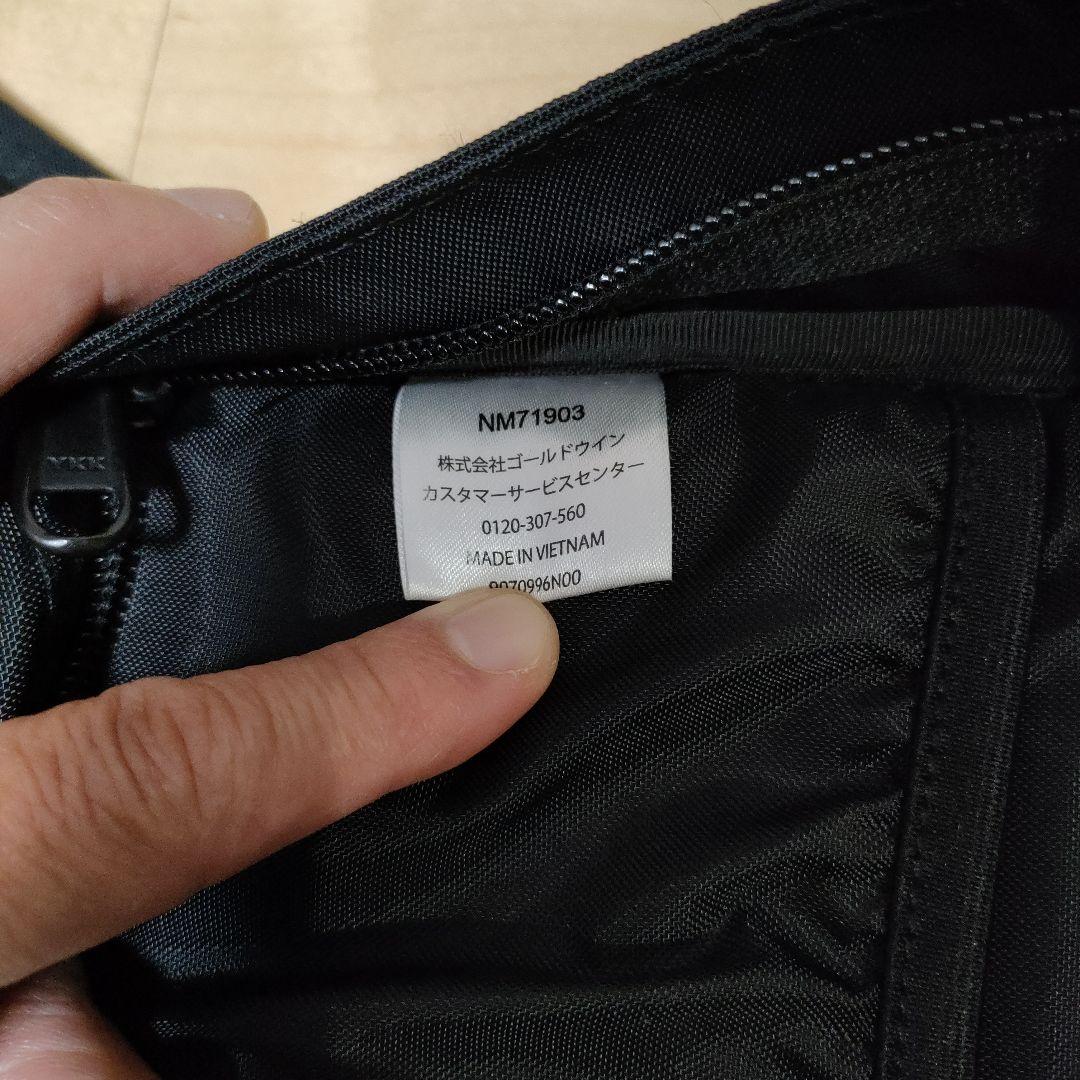 YKK
NM71903
株式会社ゴールドウイン
カスタマーサービスセンター
0120-307-560
MADE IN VIETNAM